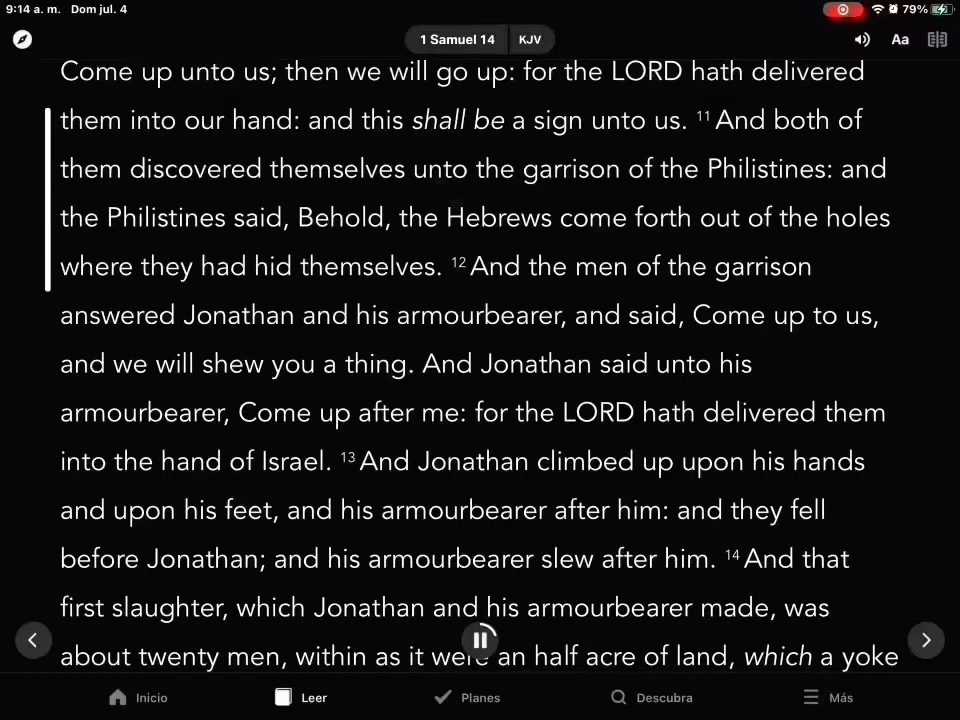 9:14 a. m. Dom jul. 4
79%
1 Samuel 14 KJV
Aa
Come up unto us; then we will go up: for the LORD hath delivered
them into our hand: and this shall be a sign unto us. 11 And both of
them discovered themselves unto the garrison of the Philistines: and
the Philistines said, Behold, the Hebrews come forth out of the holes
where they had hid themselves. 12 And the men of the garrison
answered Jonathan and his armourbearer, and said, Come up to us,
and we will shew you a thing. And Jonathan said unto his
armourbearer, Come up after me: for the LORD hath delivered them
into the hand of Israel. 13 And Jonathan climbed up upon his hands
and upon his feet, and his armourbearer after him: and they fell
before Jonathan; and his armourbearer slew after him. 14 And that
first slaughter, which Jonathan and his armourbearer made, was
about twenty men, within as it were an half acre of land, which a yoke
Inicio Leer Planes Descubra Más